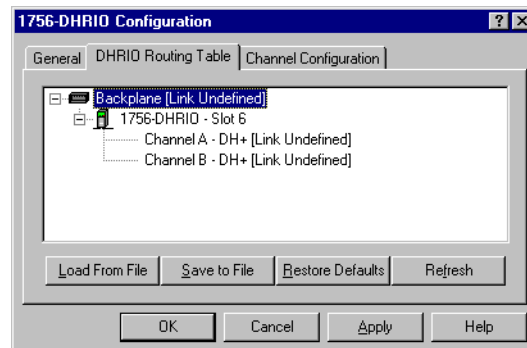 1756-DHRIO Configuration
General
DHRIO Routing Table
Channel Configuration
Backplane [Link Undefined]
1756-DHRIO - Slot 6
Channel A - DH+ [Link Undefined]
Channel B - DH+ [Link Undefined]
Load From File
Save to File
Restore Defaults
Refresh
OK
Cancel
Apply
Help